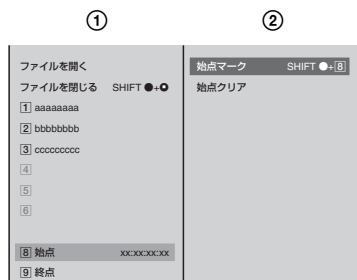 ① ②
ファイルを開く
ファイルを閉じる SHIFT ●+○
1 aaaaaaaa
2 bbbbbbbb
3 ccccccccc
4
5
6
8 始点 xx:xx:xx:xx
9 終点
始点マーク SHIFT ●+8
始点クリア